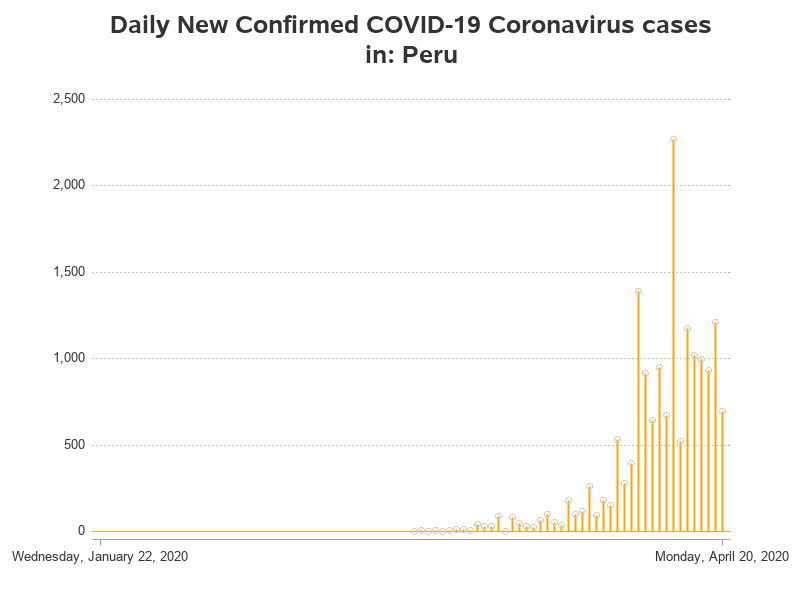 Daily New Confirmed COVID-19 Coronavirus cases
in: Peru
2,500
2,000
1,500
1,000
500
0
Wednesday, January 22, 2020 Monday, April 20, 2020